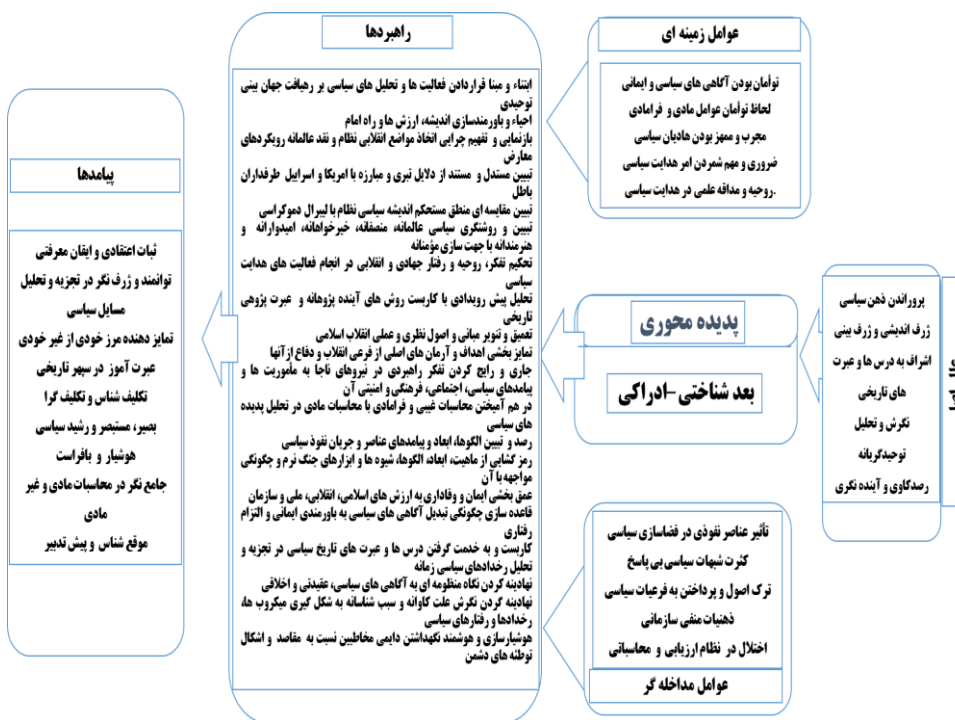 پروراندن ذهن سیاسی
ژرف اندیشی و ژرف بینی
اشراف به درس ها و عبرت
های تاریخی
نگرش و تحلیل
توحیدگرایانه
رصدکاوی و آینده نگری
عوامل زمینه ای
توأمان بودن آگاهی های سیاسی و ایمانی
لحاظ توأمان عوامل مادی و فرامادی
مجرب و ممهز بودن هادیان سیاسی
ضروری و مهم شمردن امر هدایت سیاسی
.روحیه و مداقه علمی در هدایت سیاسی
پدیده محوری
بعد شناختی-ادراکی
تأثیر عناصر نفوذی در فضاسازی سیاسی
کثرت شبهات سیاسی بی پاسخ
ترک اصول و پرداختن به فرعیات سیاسی
ذهنیات منفی سازمانی
اختلال در نظام ارزیابی و محاسباتی
عوامل مداخله گر
راهبردها
ابتناء و مبنا قراردادن فعالیت ها و تحلیل های سیاسی بر رهیافت جهان بینی
توحیدی
احیاء و باورمندسازی اندیشه، ارزش ها و راه امام
بازنمایی و تفهیم چرایی اتخاذ مواضع انقلابی نظام و نقد عالمانه رویکردهای
معارض
تبیین مستدل و مستند از دلایل تبری و مبارزه با امریکا و اسراییل طرفداران
باطل
تبیین مقایسه ای منطق مستحکم اندیشه سیاسی نظام با لیبرال دموکراسی
تبیین و روشنگری سیاسی عالمانه، منصفانه، خیرخواهانه، امیدوارانه و
هنرمندانه با جهت سازی مؤمنانه
تحکیم تفکر، روحیه و رفتار جهادی و انقلابی در انجام فعالیت های هدایت
سیاسی
تحلیل پیش رویدادی با کاربست روش های آینده پژوهانه و عبرت پژوهی
تاریخی
تعمیق و تنویر مبانی و اصول نظری و عملی انقلاب اسلامی
تمایز بخشی اهداف و آرمان های اصلی از فرعی انقلاب و دفاع از آنها
جاری و رایج کردن تفکر راهبردی در نیروهای ناجا به مأموریت ها و
پیامدهای سیاسی، اجتماعی، فرهنگی و امنیتی آن
در هم آمیختن محاسبات غیبی و فرامادی با محاسبات مادی در تحلیل پدیده
های سیاسی
رصد و تبیین الگوها، ابعاد و پیامدهای عناصر و جریان نفوذ سیاسی
رمز گشایی از ماهیت، ابعاد، الگوها، شیوه ها و ابزارهای جنگ نرم و چگونگی
مواجهه با آن
عمق بخشی ایمان و وفاداری به ارزش های اسلامی، انقلابی، ملی و سازمان
قاعده سازی چگونگی تبدیل آگاهی های سیاسی به باورمندی ایمانی و التزام
رفتاری
کاربست و به خدمت گرفتن درس ها و عبرت های تاریخ سیاسی در تجزیه و
تحلیل رخدادهای سیاسی زمانه
نهادینه کردن نگاه منظومه ای به آگاهی های سیاسی، عقیدتی و اخلاقی
نهادینه کردن نگرش علت کاوانه و سبب شناسانه به شکل گیری میکروب ها،
رخدادها و رفتارهای سیاسی
هوشیارسازی و هوشمند نگهداشتن دایمی مخاطبین نسبت به مقاصد و اشکال
توطئه های دشمن
پیامدها
ثبات اعتقادی و ایقان معرفتی
توانمند و ژرف نگر در تجزیه و تحلیل
مسایل سیاسی
تمایز دهنده مرز خودی از غیر خودی
عبرت آموز در سپهر تاریخی
تکلیف شناس و تکلیف گرا
بصیر، مستبصر و رشید سیاسی
هوشیار و بافراست
جامع نگر در محاسبات مادی و غیر
مادی
موقع شناس و پیش تدبیر